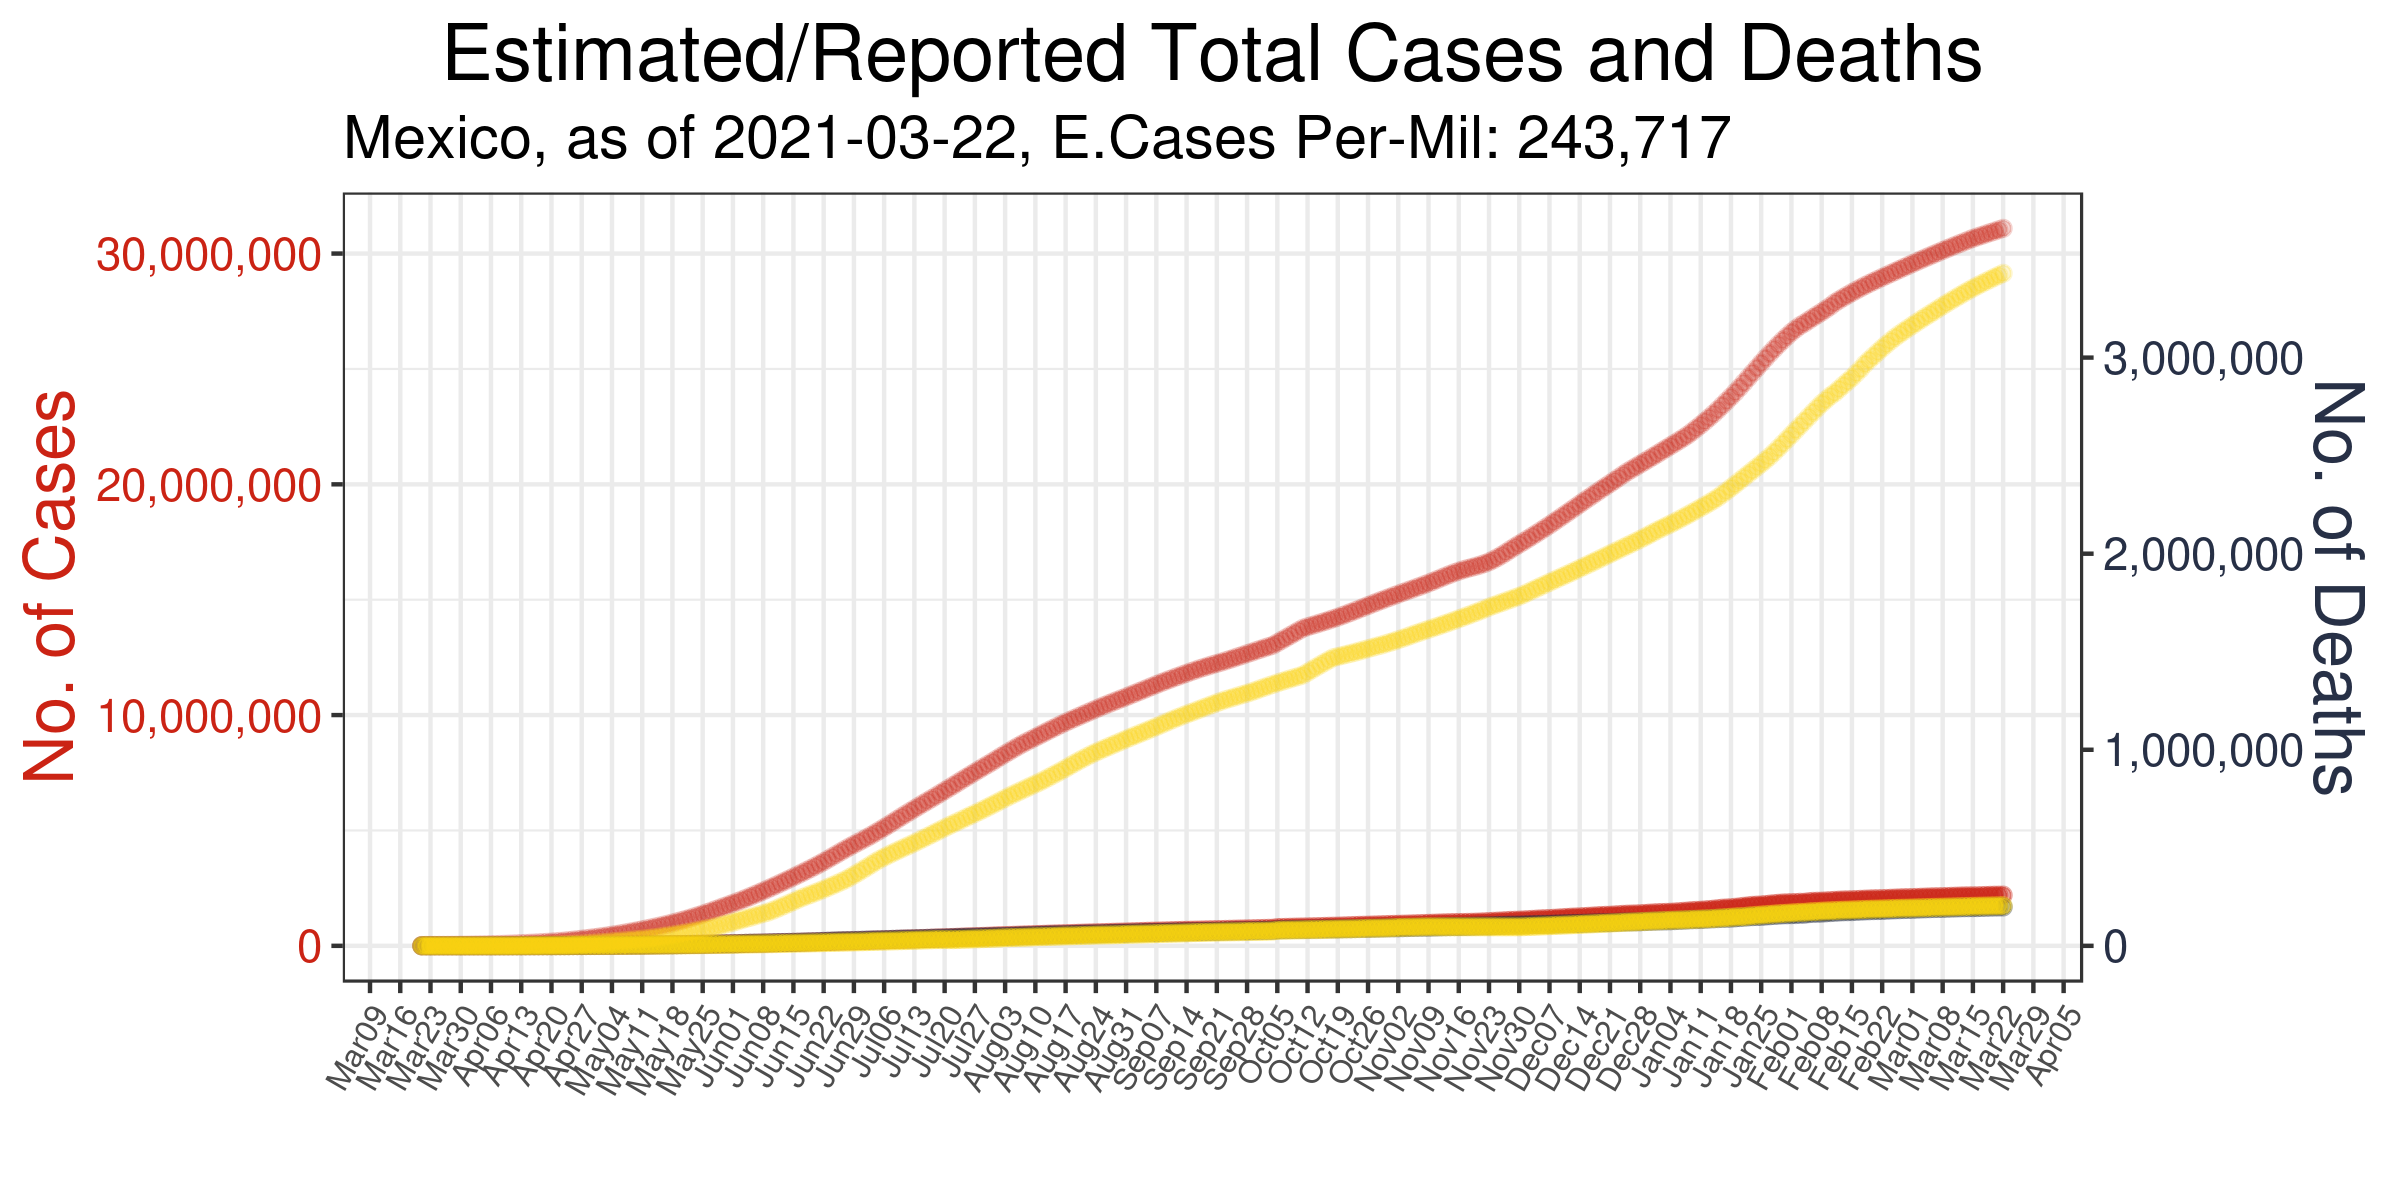 Estimated/Reported Total Cases and Deaths
Mexico, as of 2021-03-22, E.Cases Per-Mil: 243,717
No. of Cases
30,000,000
20,000,000
10,000,000
0
3,000,000
2,000,000
1,000,000
0
No. of Deaths
Mar09
Mar16
Mar23
Mar30
Apr06
Apr13
Apr20
Apr27
May04
May11
May18
May25
Jun01
Jun08
Jun15
Jun22
Jun29
Jul06
Jul13
Jul20
Jul27
Aug03
Aug10
Aug17
Aug24
Aug31
Sep07
Sep14
Sep21
Sep28
Oct05
Oct12
Oct19
Oct26
Nov02
Nov09
Nov16
Nov23
Nov30
Dec07
Dec14
Dec21
Dec28
Jan04
Jan11
Jan18
Jan25
Feb01
Feb08
Feb15
Feb22
Mar01
Mar08
Mar15
Mar22
Mar29
Apr05